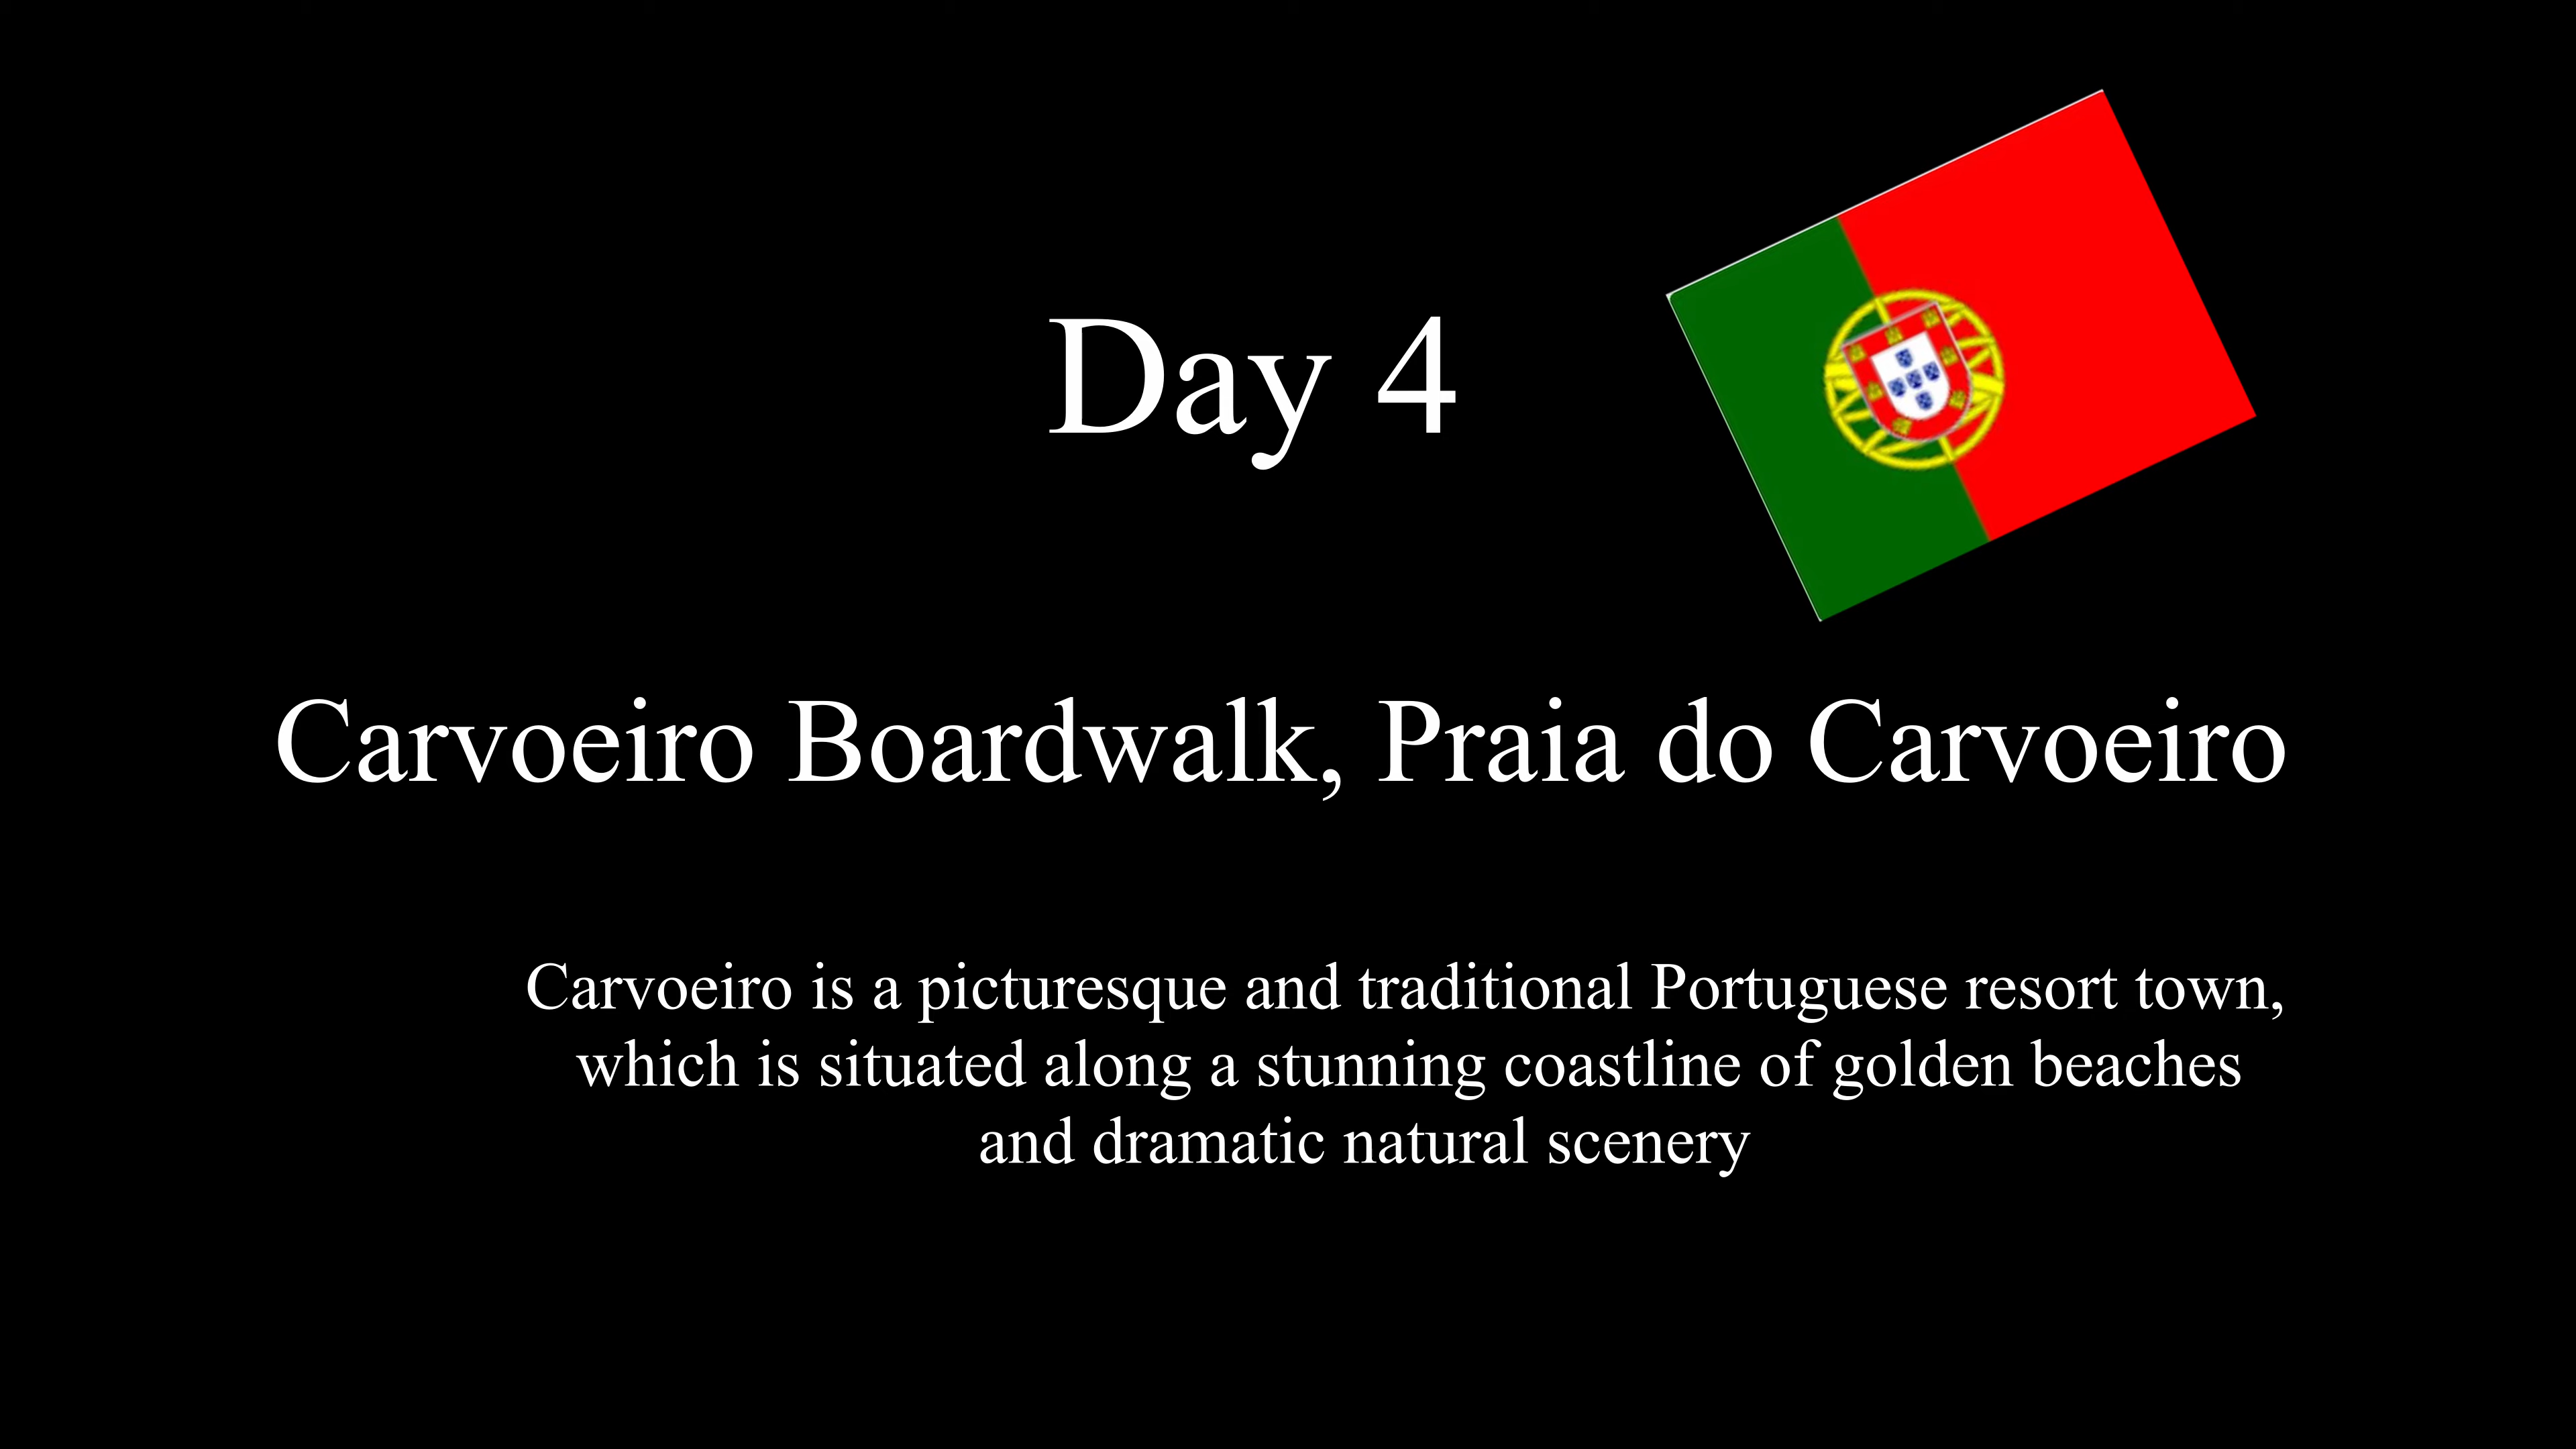 Day 4
Carvoeiro Boardwalk, Praia do Carvoeiro
Carvoeiro is a picturesque and traditional Portuguese resort town,
which is situated along a stunning coastline of golden beaches
and dramatic natural scenery